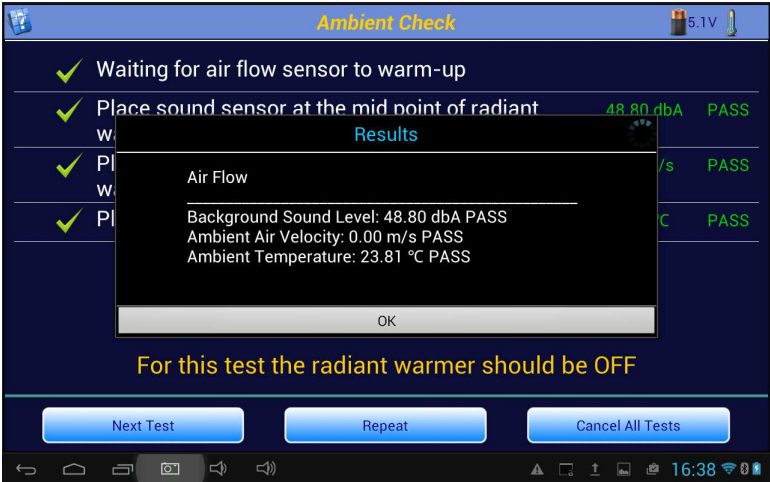 Ambient Check
5.1V
Waiting for air flow sensor to warm-up
Place sound sensor at the mid point of radiant
48.80 dbA PASS
Results
Air Flow
Background Sound Level: 48.80 dbA PASS
Ambient Air Velocity: 0.00 m/s PASS
Ambient Temperature: 23.81 ℃ PASS
OK
/s PASS
℃ PASS
For this test the radiant warmer should be OFF
Next Test
Repeat
Cancel All Tests
16:38